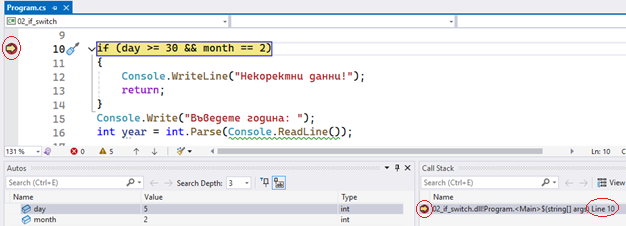 Program.cs
02_if_switch
9
10 if (day >= 30 && month == 2)
11 {
12 Console.WriteLine("Некоректни данни!");
13 return;
14 }
15 Console.Write("Въведете година: ");
16 int year = int.Parse(Console.ReadLine());
131 % 0 5 Ln: 10
Autos
Search (Ctrl+E) Search Depth: 3
Name Value Type
day 5 int
month 2 int
Call Stack
Search (Ctrl+E) View
Name
02_if_switch.dll!Program.<Main>$(string[] args) Line 10